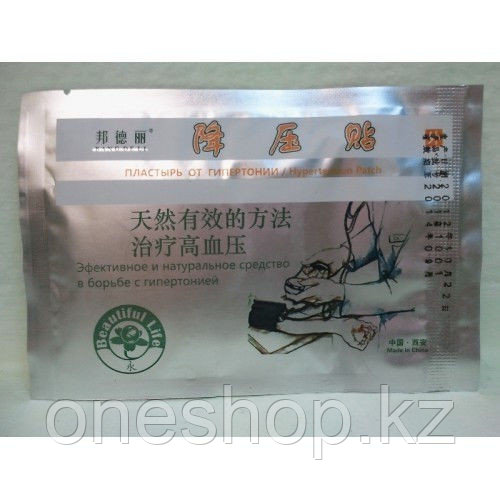 邦德丽®
降压贴
ПЛАСТЫРЬ ОТ ГИПЕРТОНИИ / Hypertension Patch
天然有效的方法
治疗高血压
Эфективное и натуральное средство
в борьбе с гипертонией
Beautiful Life
永
中国·西安
Made in China
oneshop.kz